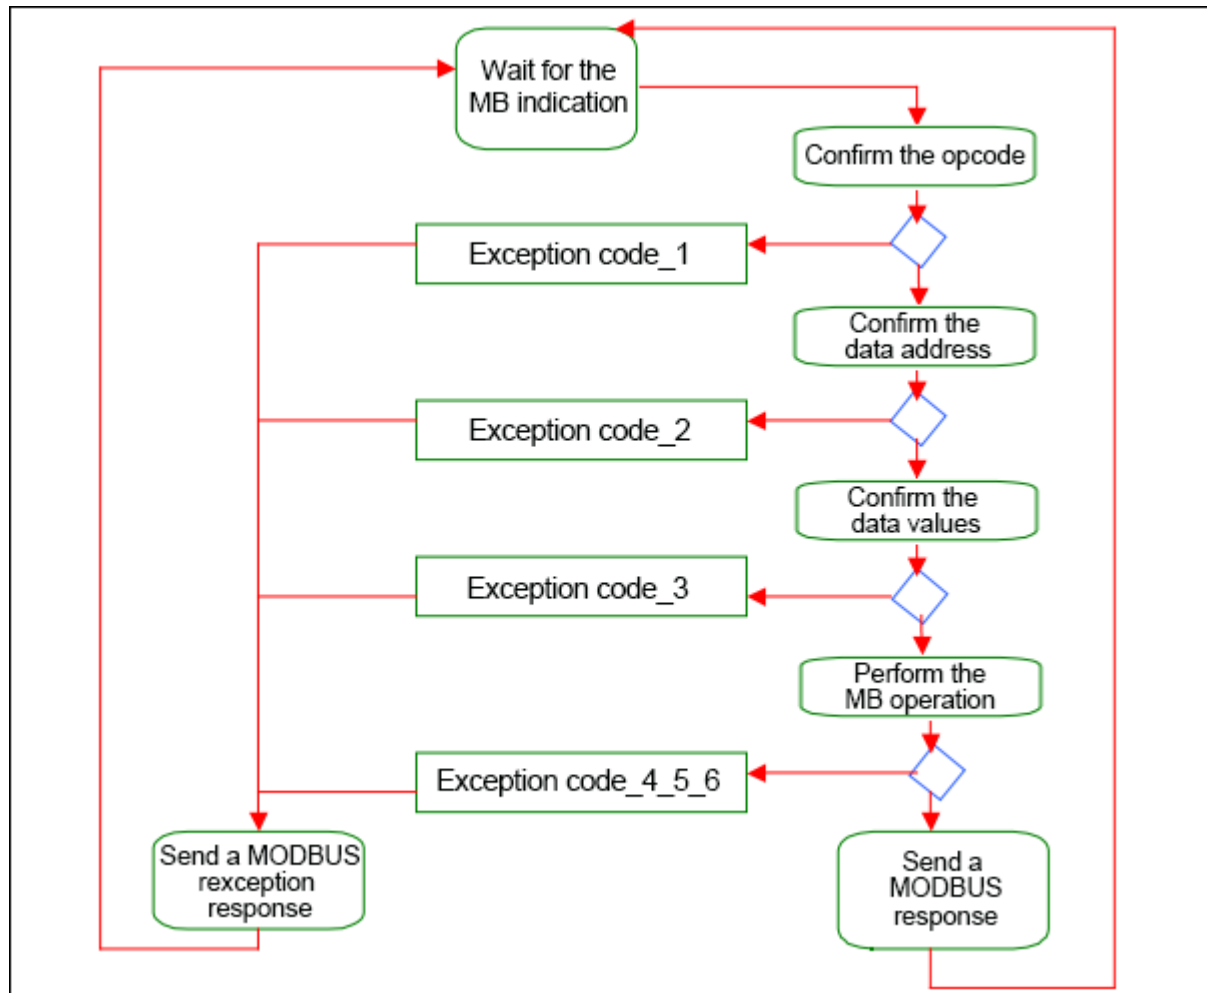 Wait for the
MB indication
Confirm the opcode
Exception code_1
Confirm the
data address
Exception code_2
Confirm the
data values
Exception code_3
Perform the
MB operation
Exception code_4_5_6
Send a MODBUS
rexception
response
Send a
MODBUS
response